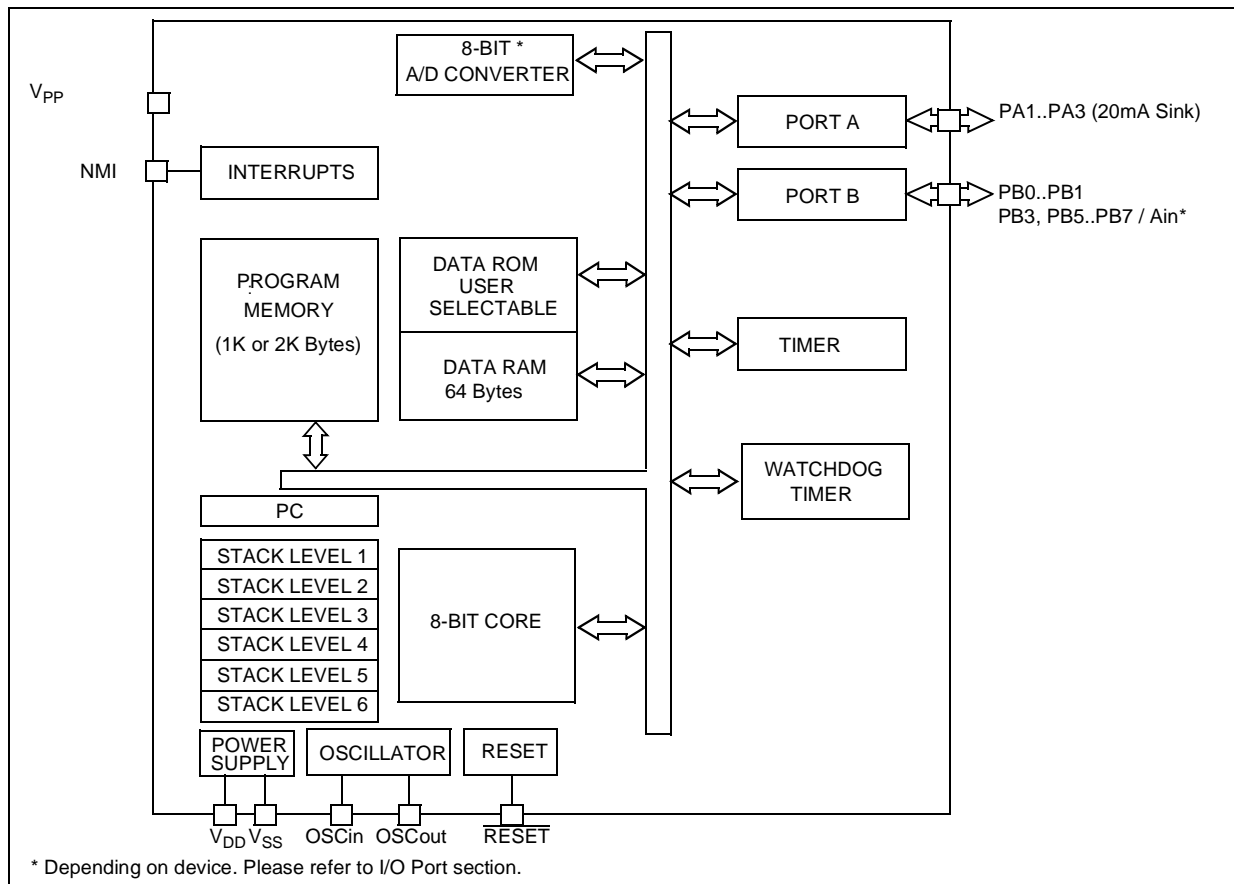 8-BIT *
A/D CONVERTER
VPP
PORT A
PA1..PA3 (20mA Sink)
NMI
INTERRUPTS
PORT B
PB0..PB1
PB3, PB5..PB7 / Ain*
PROGRAM
MEMORY
(1K or 2K Bytes)
DATA ROM
USER
SELECTABLE
DATA RAM
64 Bytes
TIMER
WATCHDOG
TIMER
PC
STACK LEVEL 1
STACK LEVEL 2
STACK LEVEL 3
STACK LEVEL 4
STACK LEVEL 5
STACK LEVEL 6
8-BIT CORE
POWER
SUPPLY
OSCILLATOR
RESET
VDD VSS OSCin OSCout RESET
* Depending on device. Please refer to I/O Port section.